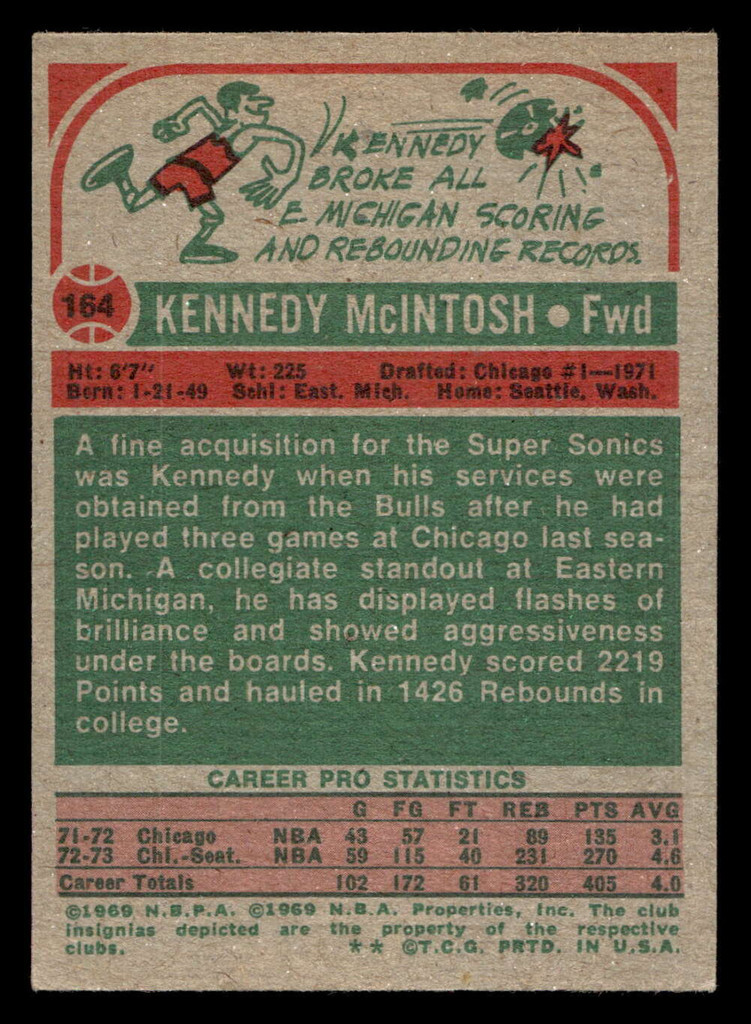 KENNEDY
BROKE ALL
E MICHIGAN SCORING
AND REBOUNDING RECORDS.
164
KENNEDY McINTOSH • Fwd
Ht: 6'7" Wt: 225 Drafted: Chicago #1—1971
Born: 1-21-49 Schl: East. Mich. Home: Seattle, Wash.
A fine acquisition for the Super Sonics
was Kennedy when his services were
obtained from the Bulls after he had
played three games at Chicago last sea-
son. A collegiate standout at Eastern
Michigan, he has displayed flashes of
brilliance and showed aggressiveness
under the boards. Kennedy scored 2219
Points and hauled in 1426 Rebounds in
college.
CAREER PRO STATISTICS
G FG FT REB PTS AVG
71-72 Chicago NBA 43 57 21 89 135 3.1
72-73 Chi.-Seat. NBA 59 115 40 231 270 4.6
Career Totals 102 172 61 320 405 4.0
©1969 N.B.P.A. ©1969 N.B.A. Properties, Inc. The club
insignias depicted are the property of the respective
clubs. ** ©T.C.G. PRTD. IN U.S.A.